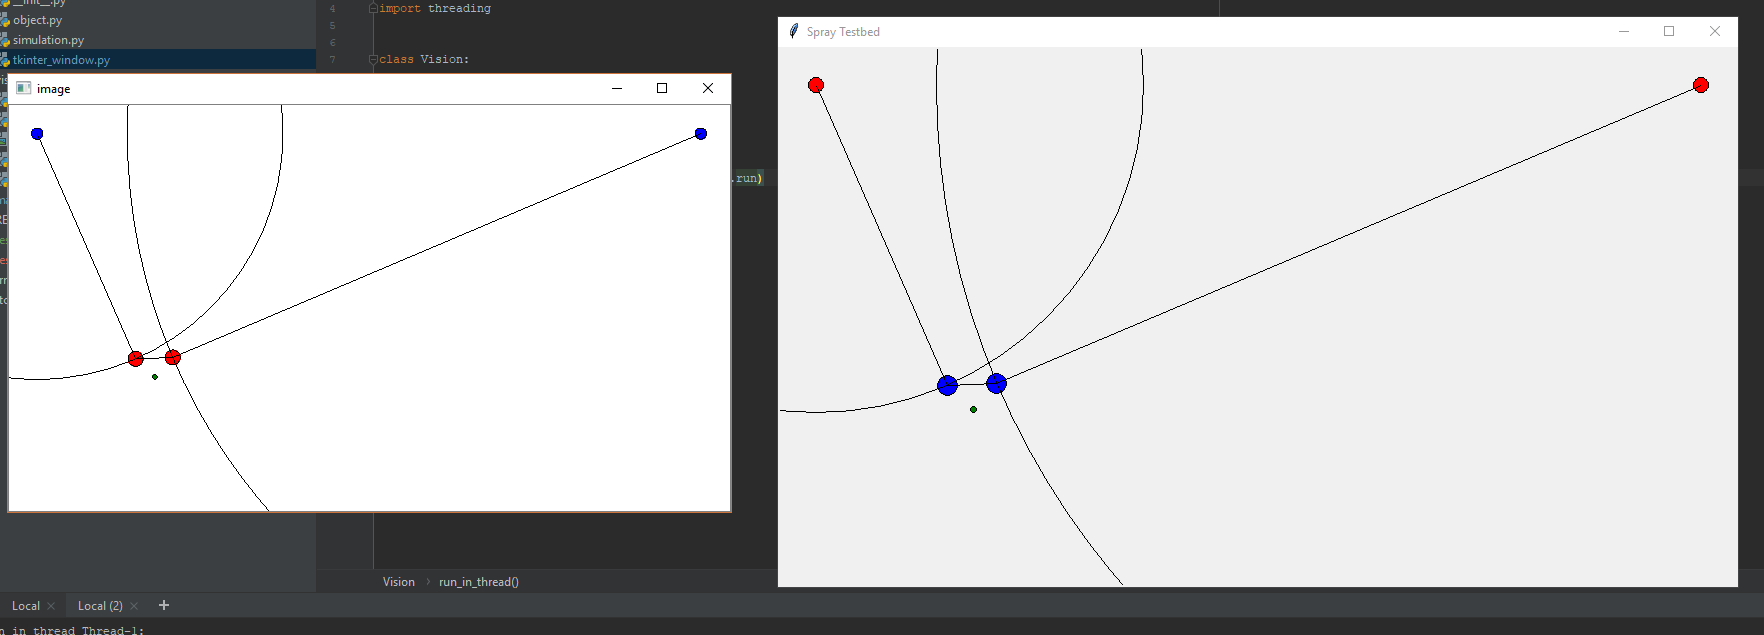 __init__.py
object.py
simulation.py
tkinter_window.py
4 import threading
5
6
7 class Vision:
.run)
image
Spray Testbed
Vision › run_in_thread()
Local × Local (2) × +
in thread Thread-1: